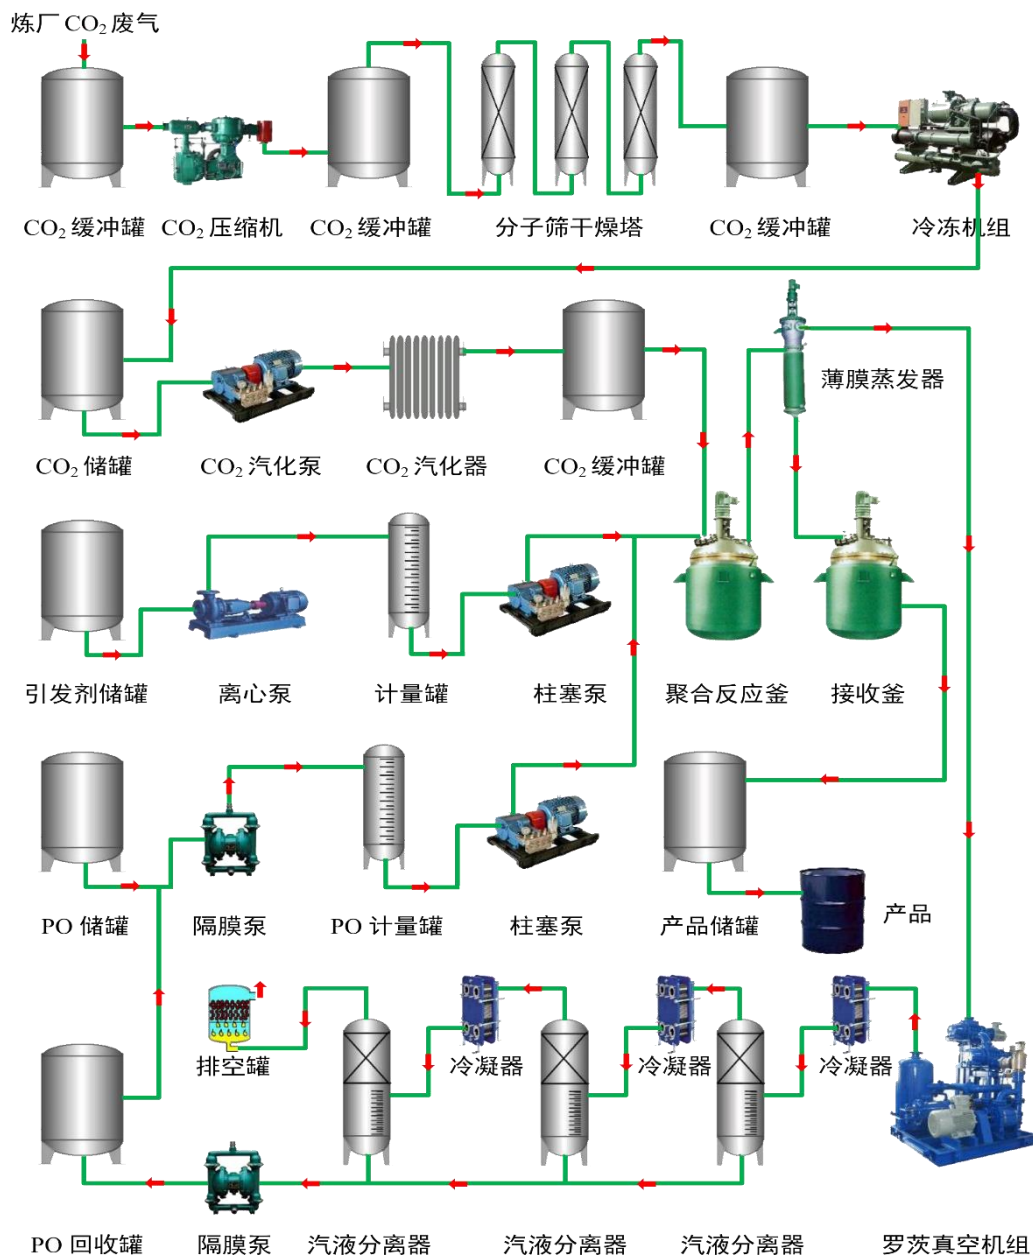 炼厂 CO₂ 废气
CO₂ 缓冲罐 CO₂ 压缩机 CO₂ 缓冲罐 分子筛干燥塔 CO₂ 缓冲罐 冷冻机组
薄膜蒸发器
CO₂ 储罐 CO₂ 汽化泵 CO₂ 汽化器 CO₂ 缓冲罐
引发剂储罐 离心泵 计量罐 柱塞泵 聚合反应釜 接收釜
PO 储罐 隔膜泵 PO 计量罐 柱塞泵 产品储罐 产品
排空罐 冷凝器 冷凝器 冷凝器
PO 回收罐 隔膜泵 汽液分离器 汽液分离器 汽液分离器 罗茨真空机组